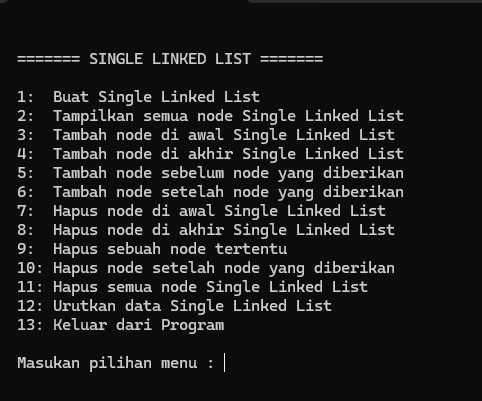 ======= SINGLE LINKED LIST =======
1:  Buat Single Linked List
2:  Tampilkan semua node Single Linked List
3:  Tambah node di awal Single Linked List
4:  Tambah node di akhir Single Linked List
5:  Tambah node sebelum node yang diberikan
6:  Tambah node setelah node yang diberikan
7:  Hapus node di awal Single Linked List
8:  Hapus node di akhir Single Linked List
9:  Hapus sebuah node tertentu
10: Hapus node setelah node yang diberikan
11: Hapus semua node Single Linked List
12: Urutkan data Single Linked List
13: Keluar dari Program
Masukan pilihan menu :